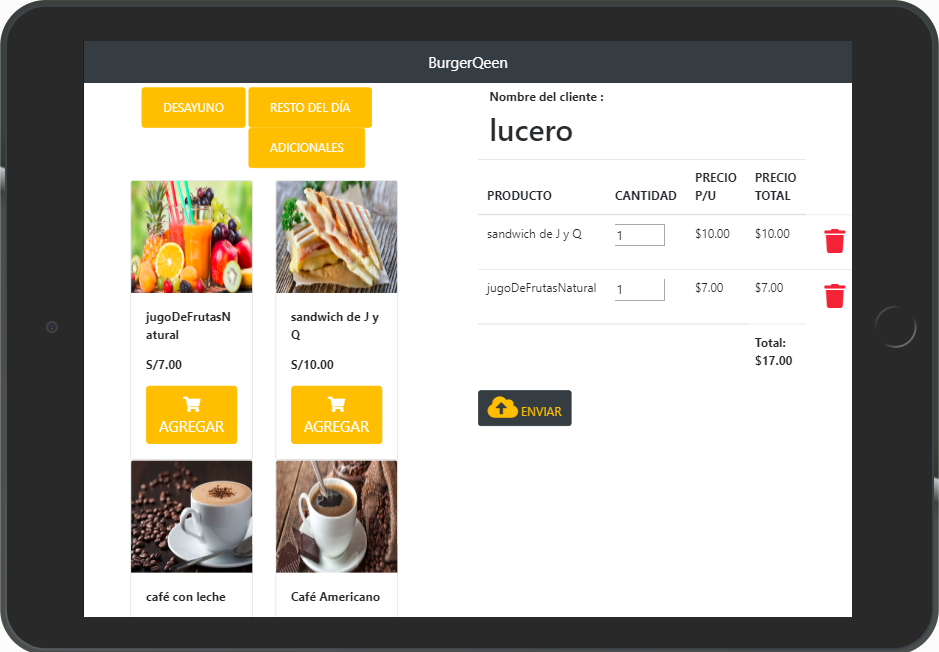 BurgerQeen
DESAYUNO
RESTO DEL DÍA
ADICIONALES
jugoDeFrutasN
atural
S/7.00
AGREGAR
sandwich de J y
Q
S/10.00
AGREGAR
café con leche
Café Americano
Nombre del cliente :
lucero
PRODUCTO CANTIDAD PRECIO P/U PRECIO TOTAL
sandwich de J y Q 1 $10.00 $10.00
jugoDeFrutasNatural 1 $7.00 $7.00
Total:
$17.00
ENVIAR